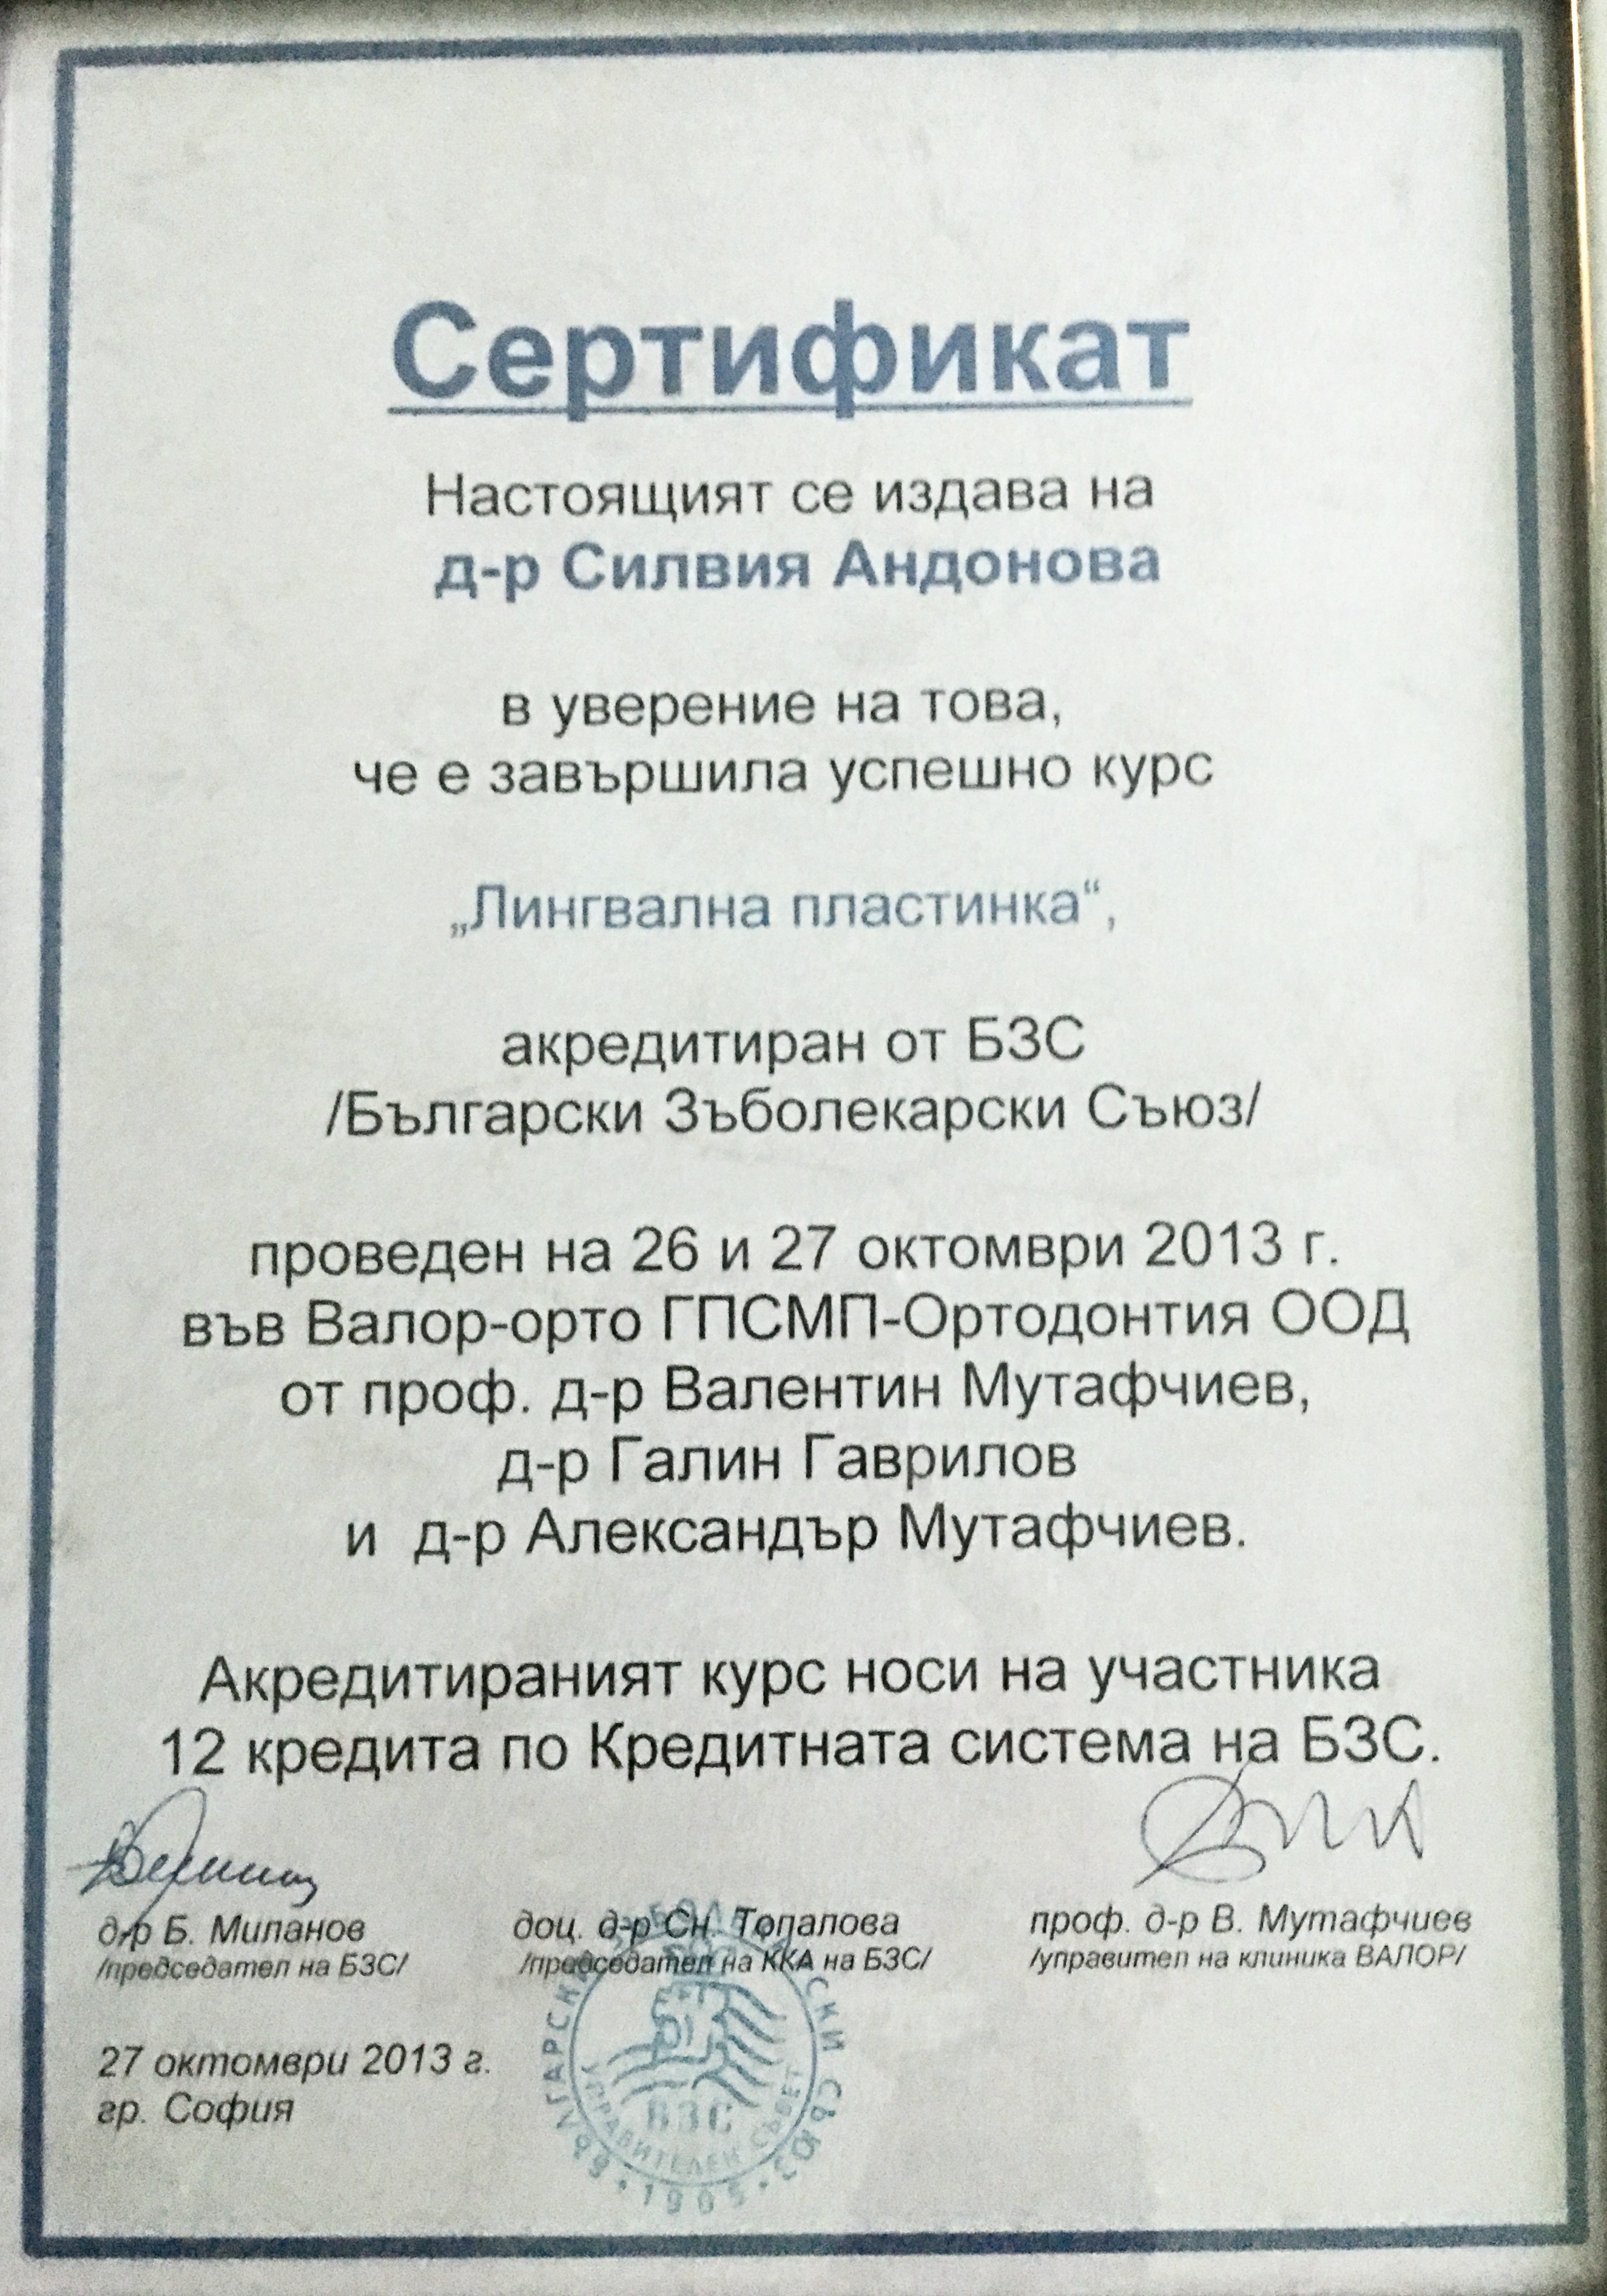 Сертификат
Настоящият се издава на
д-р Силвия Андонова
в уверение на това,
че е завършила успешно курс
„Лингвална пластинка“,
акредитиран от БЗС
/Български Зъболекарски Съюз/
проведен на 26 и 27 октомври 2013 г.
във Валор-орто ГПСМП-Ортодонтия ООД
от проф. д-р Валентин Мутафчиев,
д-р Галин Гаврилов
и д-р Александър Мутафчиев.
Акредитираният курс носи на участника
12 кредита по Кредитната система на БЗС.
д-р Б. Миланов
/председател на БЗС/
доц. д-р Сн. Топалова
/председател на ККА на БЗС/
проф. д-р В. Мутафчиев
/управител на клиника ВАЛОР/
27 октомври 2013 г.
гр. София
БЗС
УПРАВИТЕЛЕН СЪВЕТ
1905